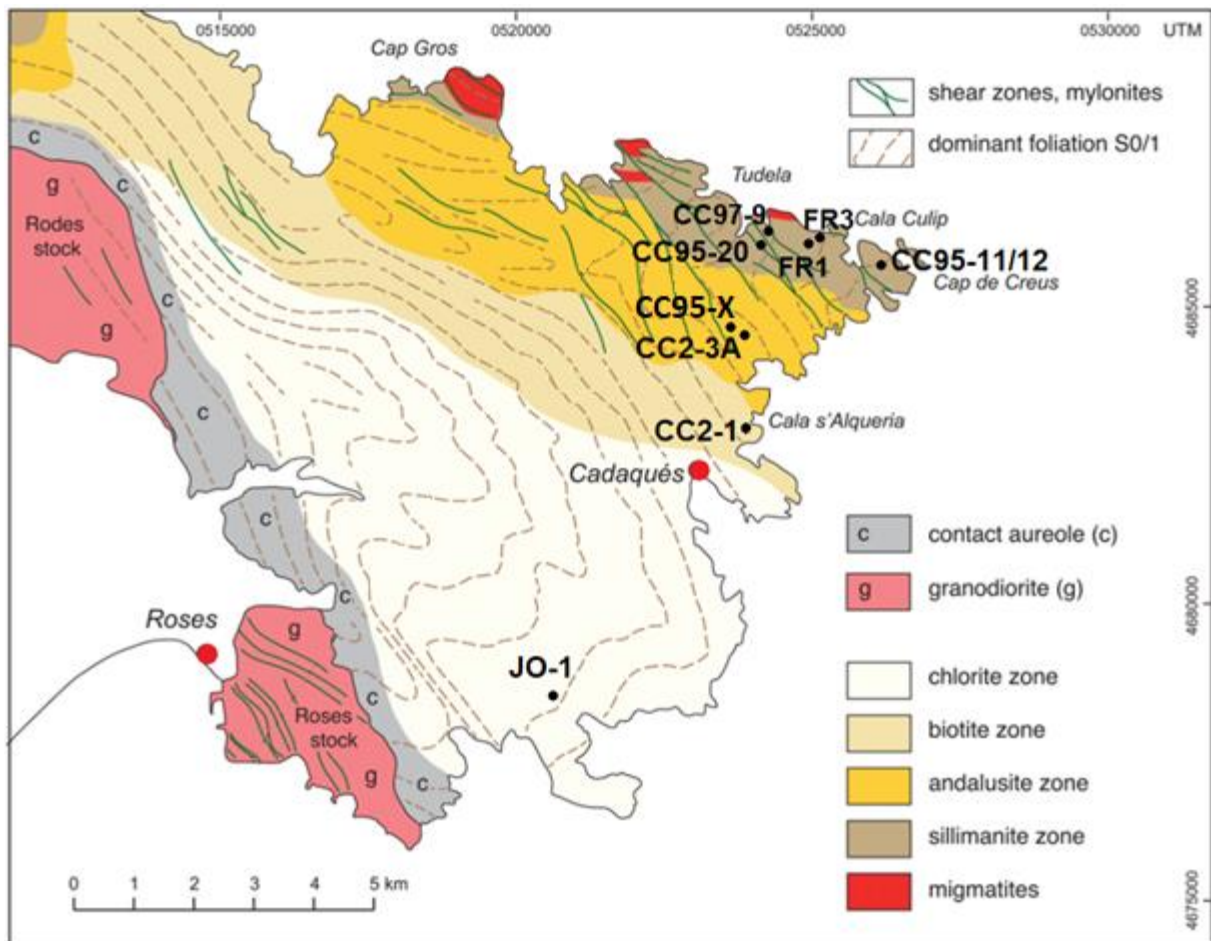 0515000
0520000
0525000
0530000
UTM
Cap Gros
shear zones, mylonites
dominant foliation S0/1
c
c
g
Rodes
stock
c
g
c
Tudela
CC97-9
FR3
Cala Culip
CC95-20
FR1
CC95-11/12
Cap de Creus
CC95-X
CC2-3A
4685000
CC2-1
Cala s'Alqueria
Cadaqués
c
c
contact aureole (c)
g
granodiorite (g)
c
Roses
g
4680000
JO-1
c
Roses
stock
g
c
chlorite zone
biotite zone
andalusite zone
sillimanite zone
migmatites
0
1
2
3
4
5 km
4675000